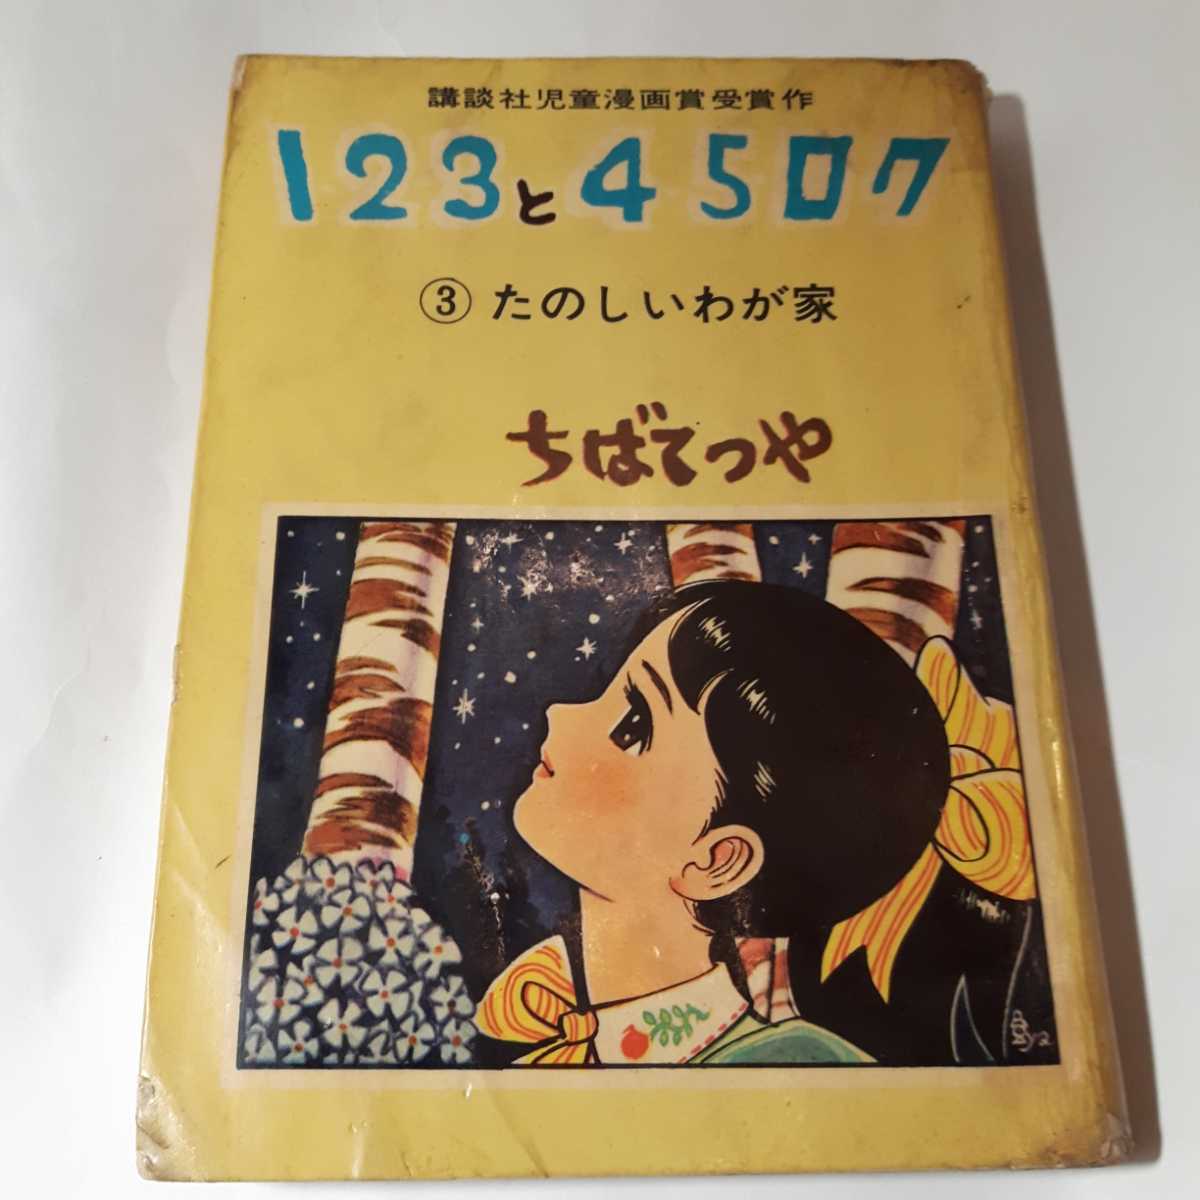 講談社児童漫画賞受賞作
123と45ロク
③ たのしいわが家
ちばてつや